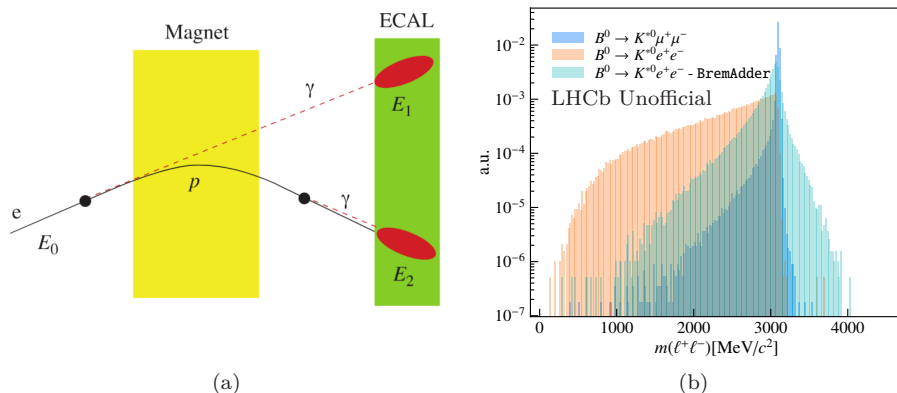 Magnet
ECAL
γ
E₁
p
e
E₀
γ
E₂
(a)
10⁻²
10⁻³
10⁻⁴
10⁻⁵
10⁻⁶
10⁻⁷
a.u.
B⁰ → K*⁰μ⁺μ⁻
B⁰ → K*⁰e⁺e⁻
B⁰ → K*⁰e⁺e⁻ - BremAdder
LHCb Unofficial
0 1000 2000 3000 4000
m(ℓ⁺ℓ⁻)[MeV/c²]
(b)